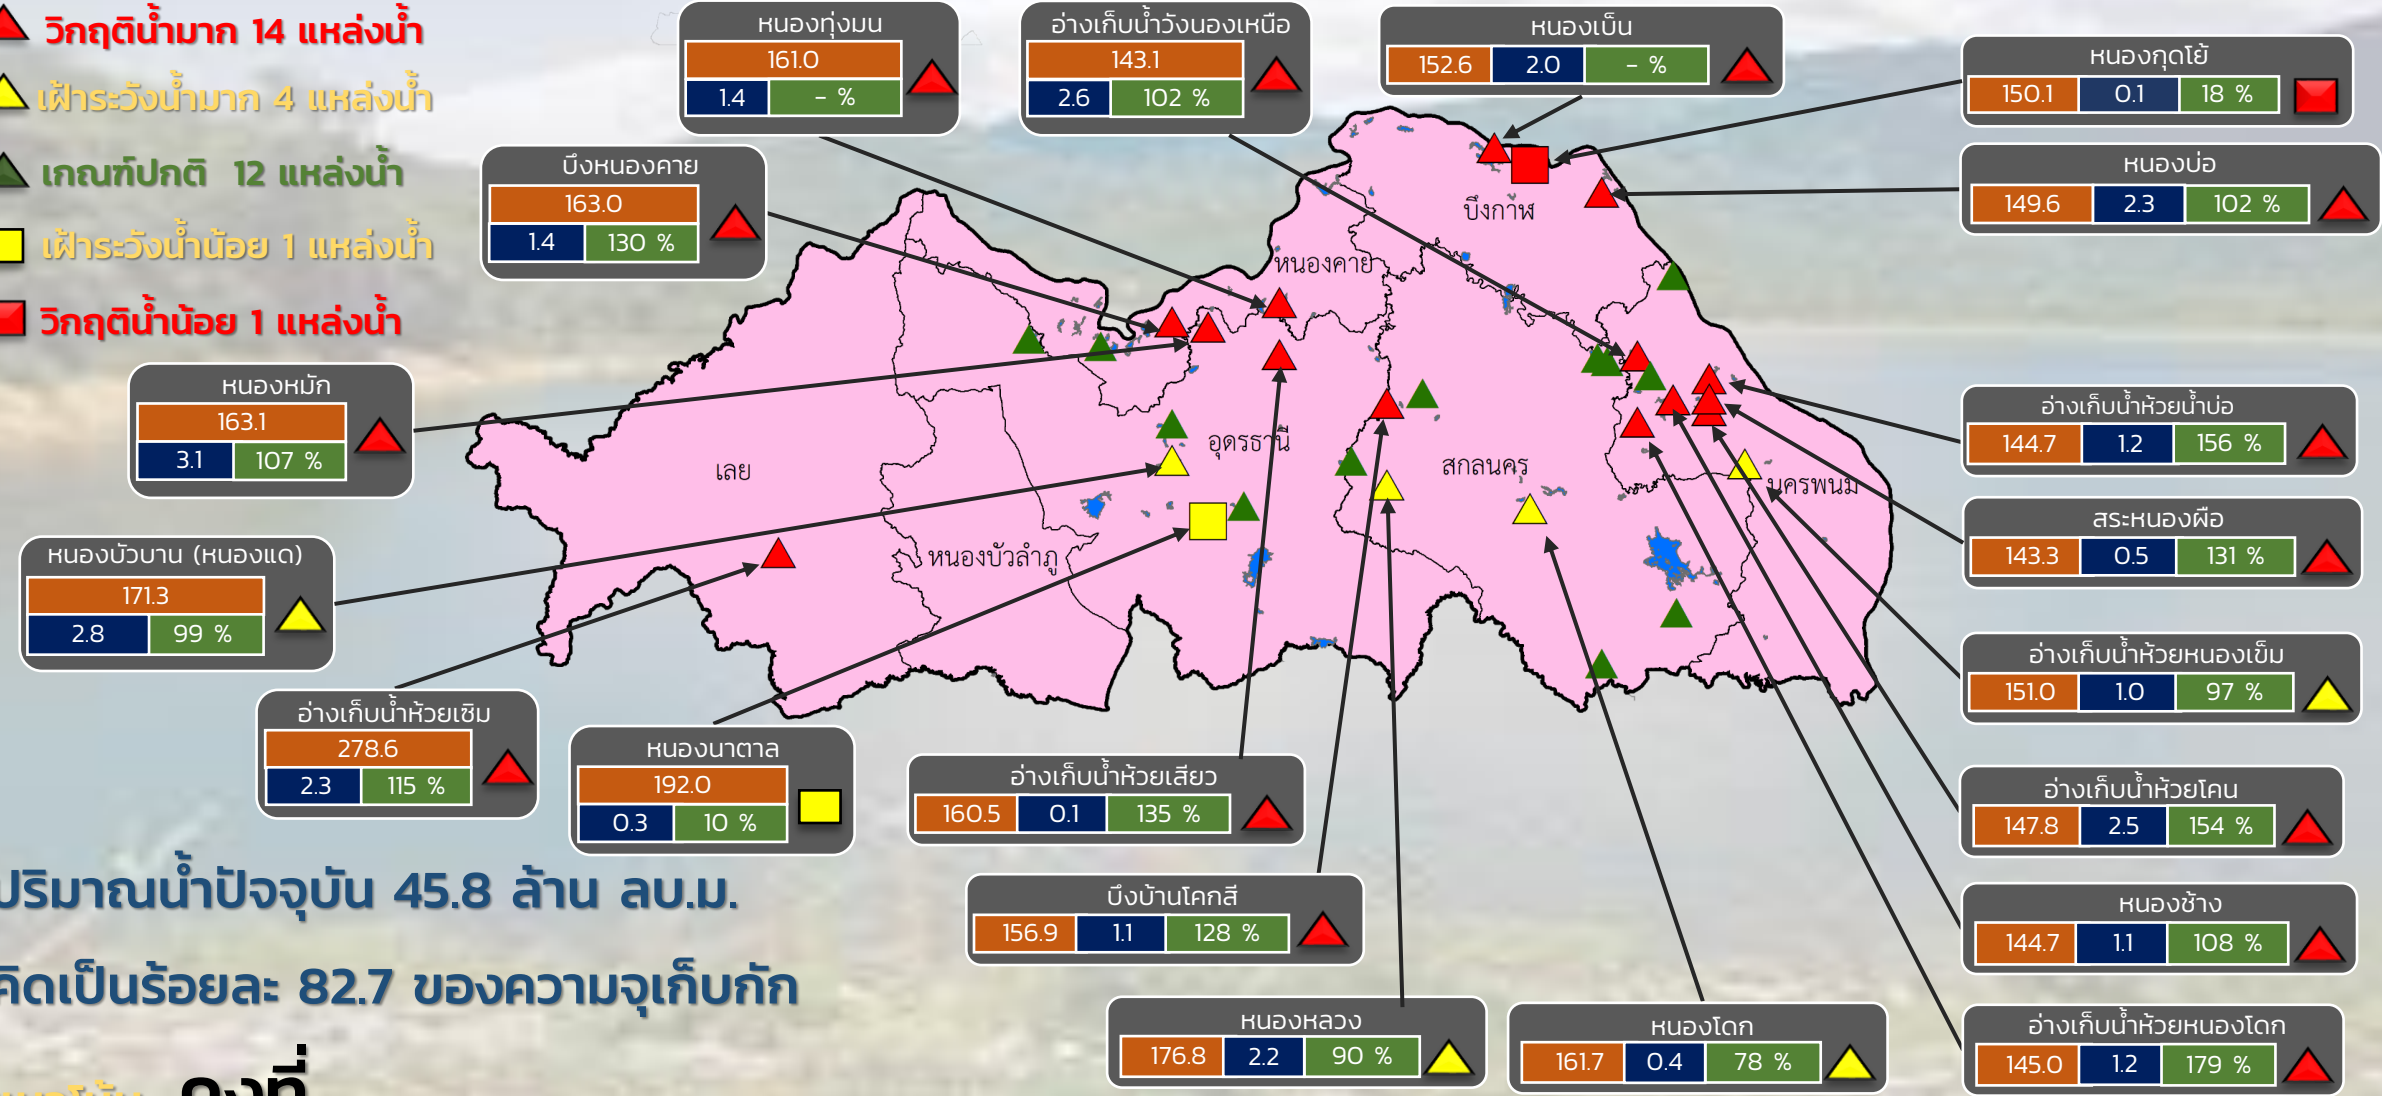 วิกฤติน้ำมาก 14 แหล่งน้ำ
เฝ้าระวังน้ำมาก 4 แหล่งน้ำ
เกณฑ์ปกติ 12 แหล่งน้ำ
เฝ้าระวังน้ำน้อย 1 แหล่งน้ำ
วิกฤติน้ำน้อย 1 แหล่งน้ำ
หนองทุ่งมน
161.0
1.4 - %
อ่างเก็บน้ำวังนองเหนือ
143.1
2.6 102 %
หนองเบ็น
152.6 2.0 - %
หนองกุดโย้
150.1 0.1 18 %
บึงหนองคาย
163.0
1.4 130 %
หนองบ่อ
149.6 2.3 102 %
บึงกาฬ
หนองคาย
อุดรธานี
เลย
สกลนคร
นครพนม
หนองบัวลำภู
หนองหมัก
163.1
3.1 107 %
หนองบัวบาน (หนองแด)
171.3
2.8 99 %
อ่างเก็บน้ำห้วยเซิม
278.6
2.3 115 %
หนองนาตาล
192.0
0.3 10 %
อ่างเก็บน้ำห้วยเสียว
160.5 0.1 135 %
บึงบ้านโคกสี
156.9 1.1 128 %
หนองหลวง
176.8 2.2 90 %
หนองโดก
161.7 0.4 78 %
อ่างเก็บน้ำห้วยน้ำบ่อ
144.7 1.2 156 %
สระหนองผือ
143.3 0.5 131 %
อ่างเก็บน้ำห้วยหนองเข็ม
151.0 1.0 97 %
อ่างเก็บน้ำห้วยโคน
147.8 2.5 154 %
หนองช้าง
144.7 1.1 108 %
อ่างเก็บน้ำห้วยหนองโดก
145.0 1.2 179 %
ปริมาณน้ำปัจจุบัน 45.8 ล้าน ลบ.ม.
คิดเป็นร้อยละ 82.7 ของความจุเก็บกัก
คงที่